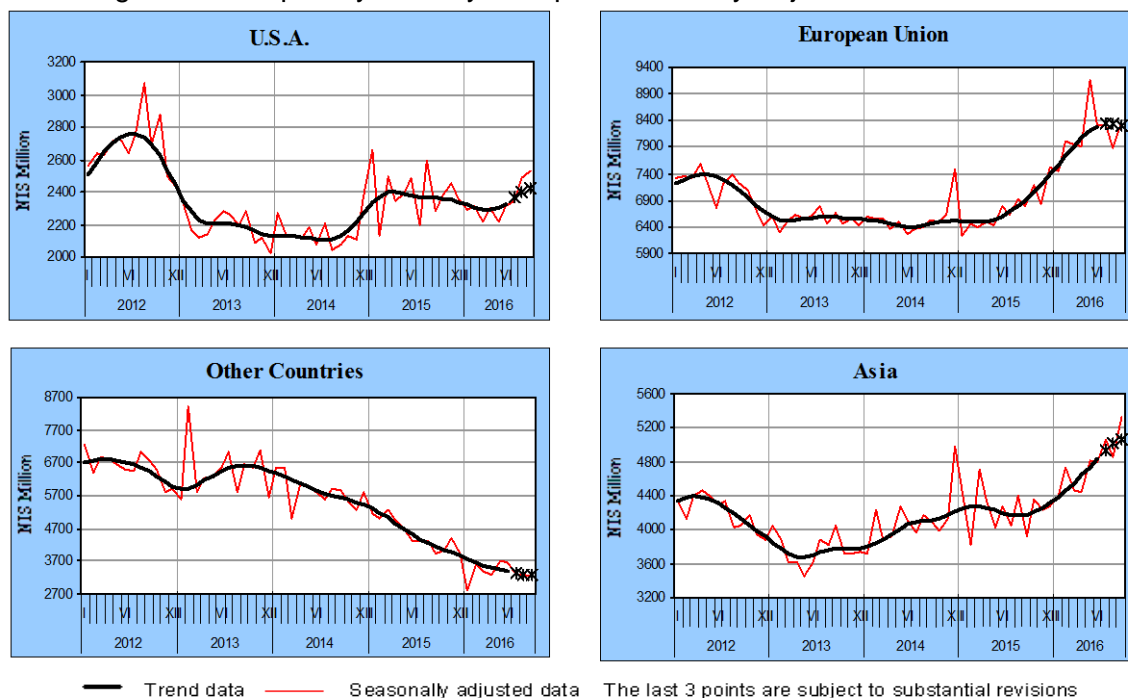 U.S.A.
NIS Million
3200
3000
2800
2600
2400
2200
2000
I VI XII VI XII VI XII VI XII VI
2012 2013 2014 2015 2016
European Union
NIS Million
9400
8900
8400
7900
7400
6900
6400
5900
I VI XII VI XII VI XII VI XII VI
2012 2013 2014 2015 2016
Other Countries
NIS Million
8700
7700
6700
5700
4700
3700
2700
I VI XII VI XII VI XII VI XII VI
2012 2013 2014 2015 2016
Asia
NIS Million
5600
5200
4800
4400
4000
3600
3200
I VI XII VI XII VI XII VI XII VI
2012 2013 2014 2015 2016
Trend data Seasonally adjusted data The last 3 points are subject to substantial revisions